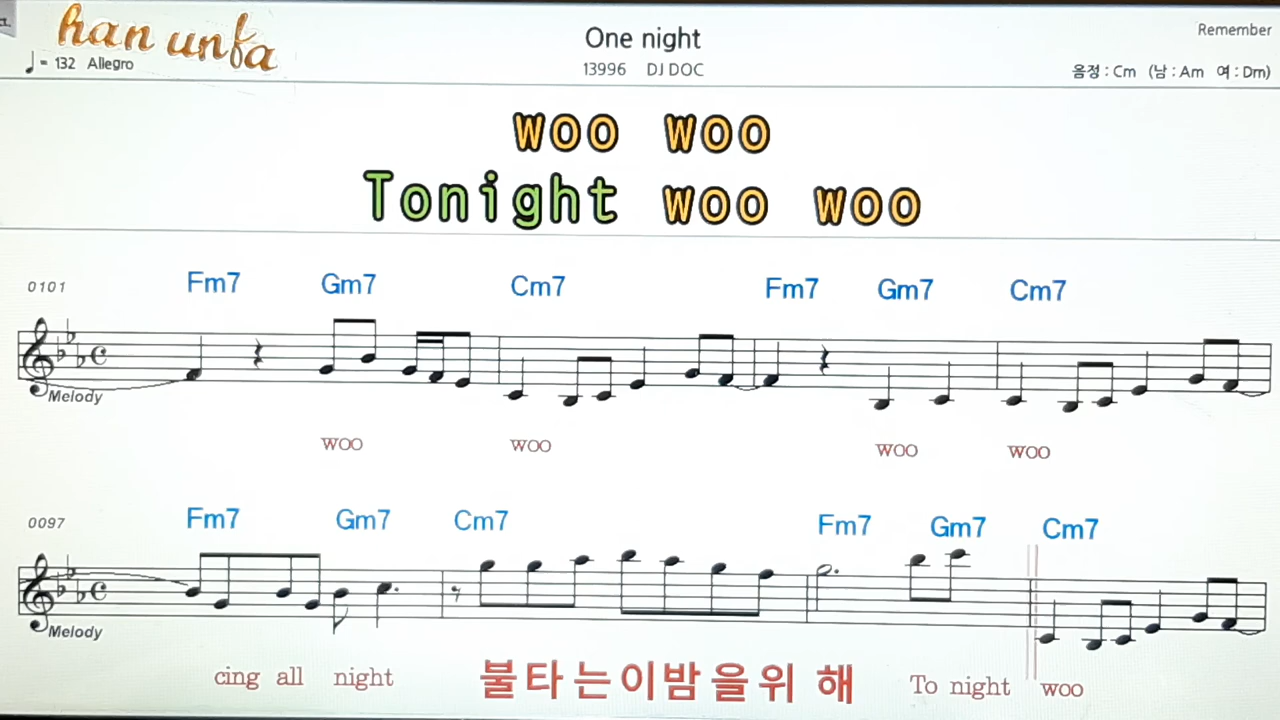 han unfa
One night
Remember
♩ = 132 Allegro
13996 DJ DOC
음정 : Cm (남 : Am 여 : Dm)
woo woo
Tonight woo woo
0101 Fm7 Gm7 Cm7 Fm7 Gm7 Cm7
Melody
woo woo woo woo
0097 Fm7 Gm7 Cm7 Fm7 Gm7 Cm7
Melody
cing all night 불타는이밤을위 해 To night woo